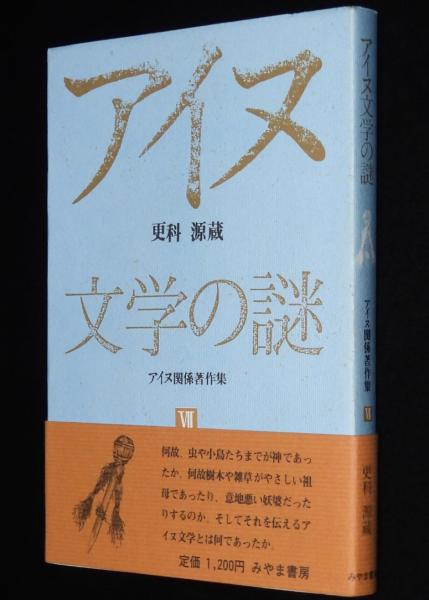 アイヌ
更科 源蔵
文学の謎
アイヌ関係著作集
VII
何故、虫や小鳥たちまでが神であっ
たか、何故樹木や雑草がやさしい祖
母であったり、意地悪い妖婆だった
りするのか、そしてそれを伝えるア
イヌ文学とは何であったか。
定価 1,200円 みやま書房
アイヌ文学の謎
アイヌ関係著作集
VII
更科 源蔵
みやま書房